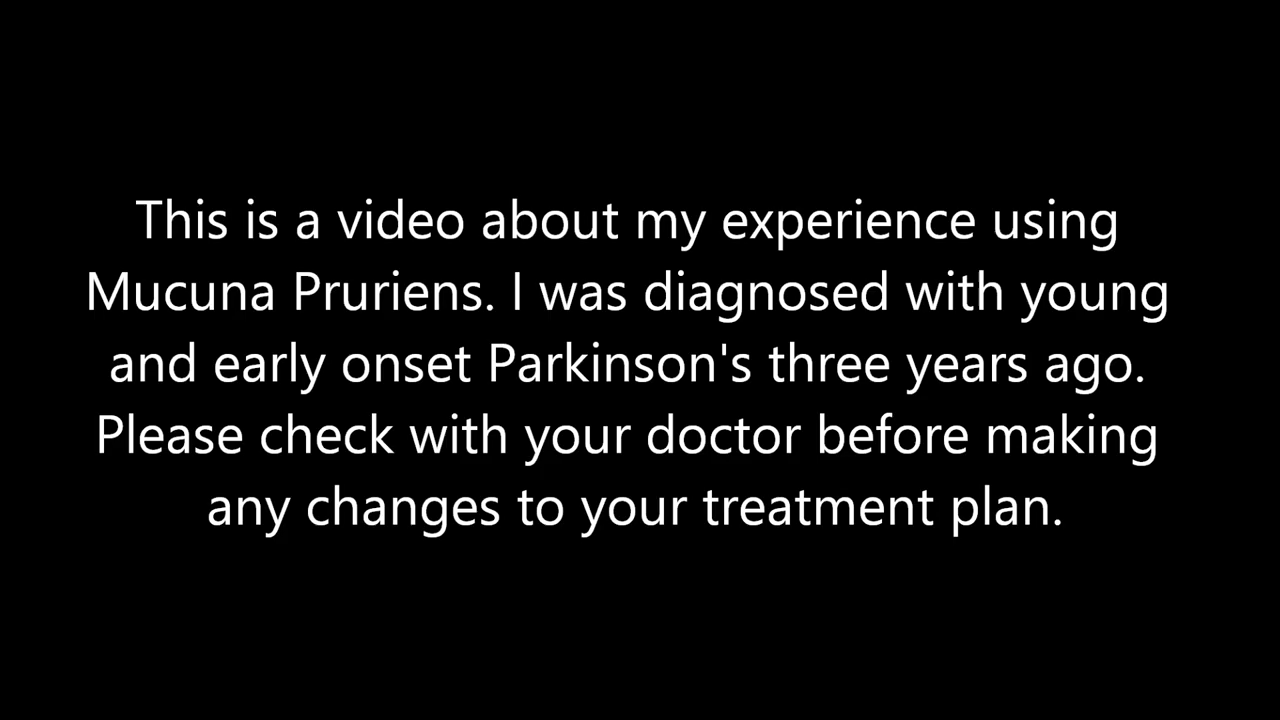 This is a video about my experience using
Mucuna Pruriens. I was diagnosed with young
and early onset Parkinson's three years ago.
Please check with your doctor before making
any changes to your treatment plan.